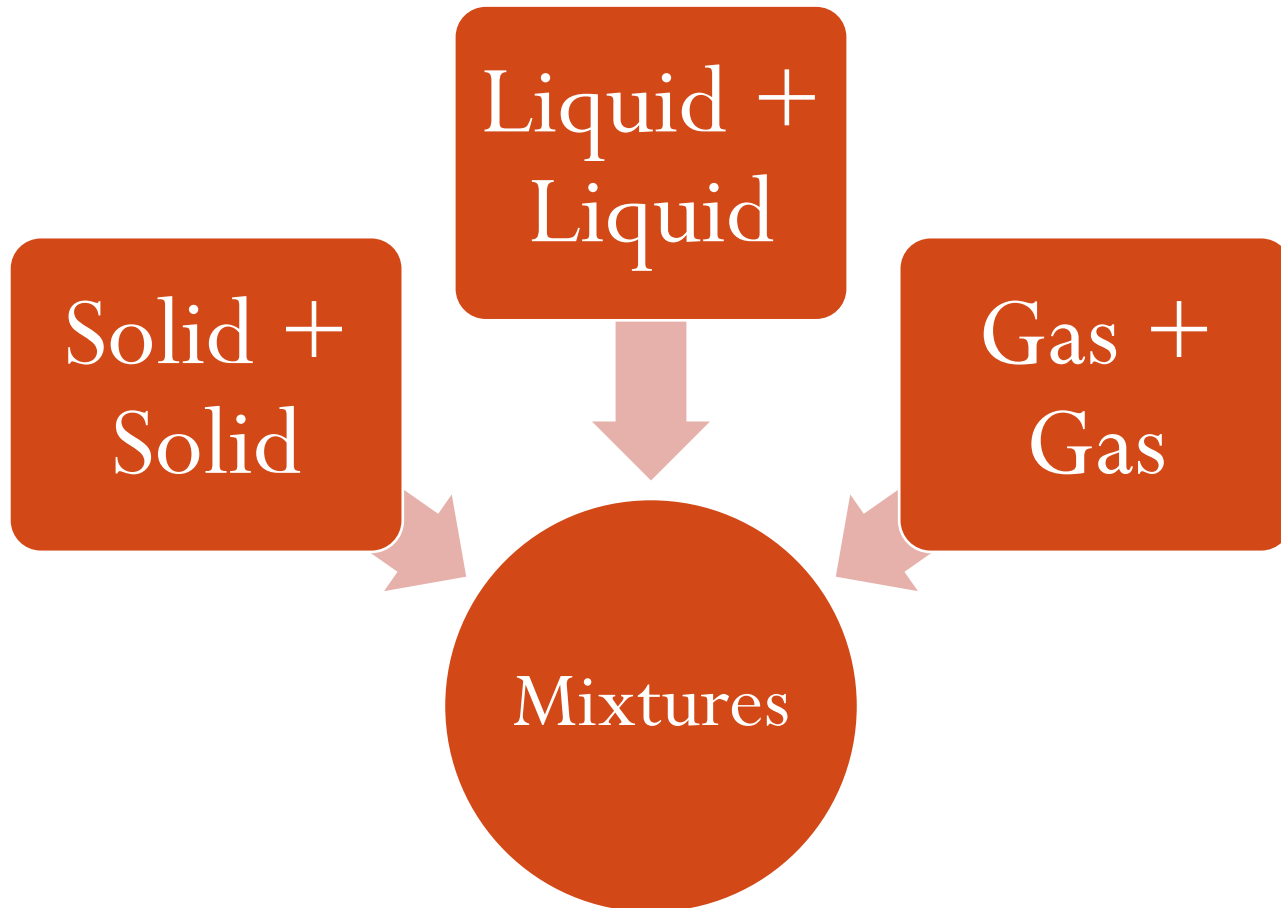 Liquid +
Liquid
Solid +
Solid
Gas +
Gas
Mixtures